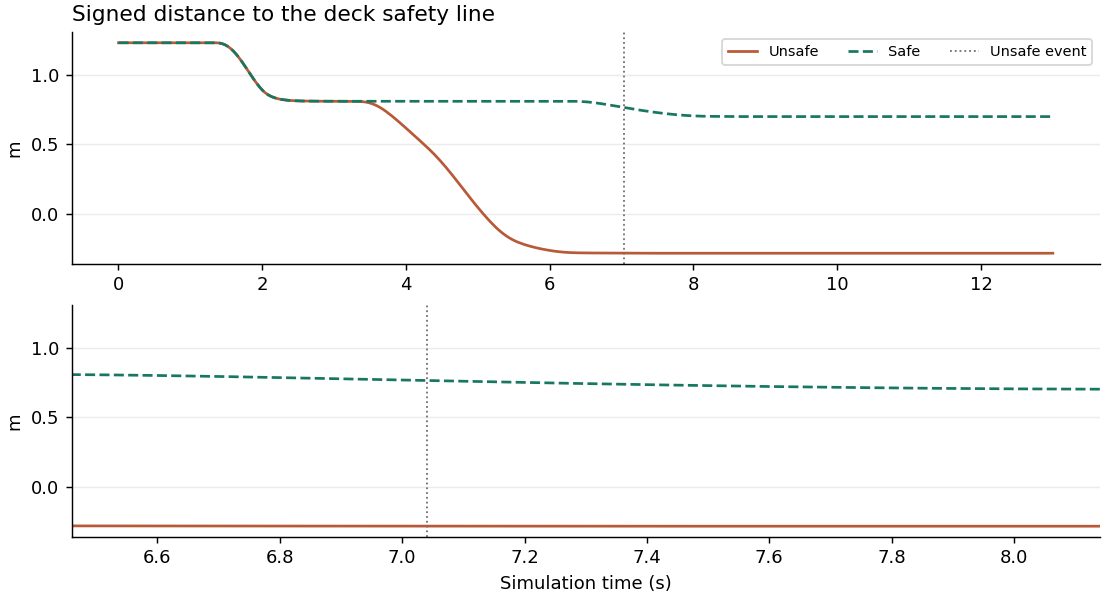 Signed distance to the deck safety line
Unsafe Safe Unsafe event
m
1.0
0.5
0.0
0 2 4 6 8 10 12
m
1.0
0.5
0.0
6.6 6.8 7.0 7.2 7.4 7.6 7.8 8.0
Simulation time (s)